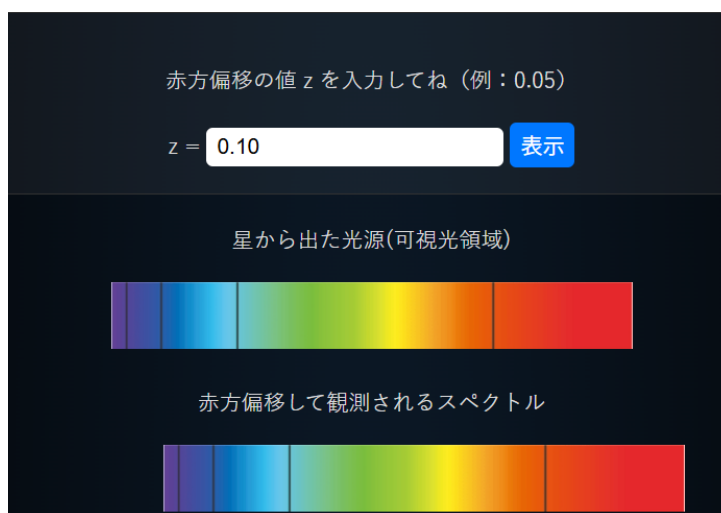 赤方偏移の値 z を入力してね（例：0.05）
z = 0.10 表示
星から出た光源(可視光領域)
赤方偏移して観測されるスペクトル